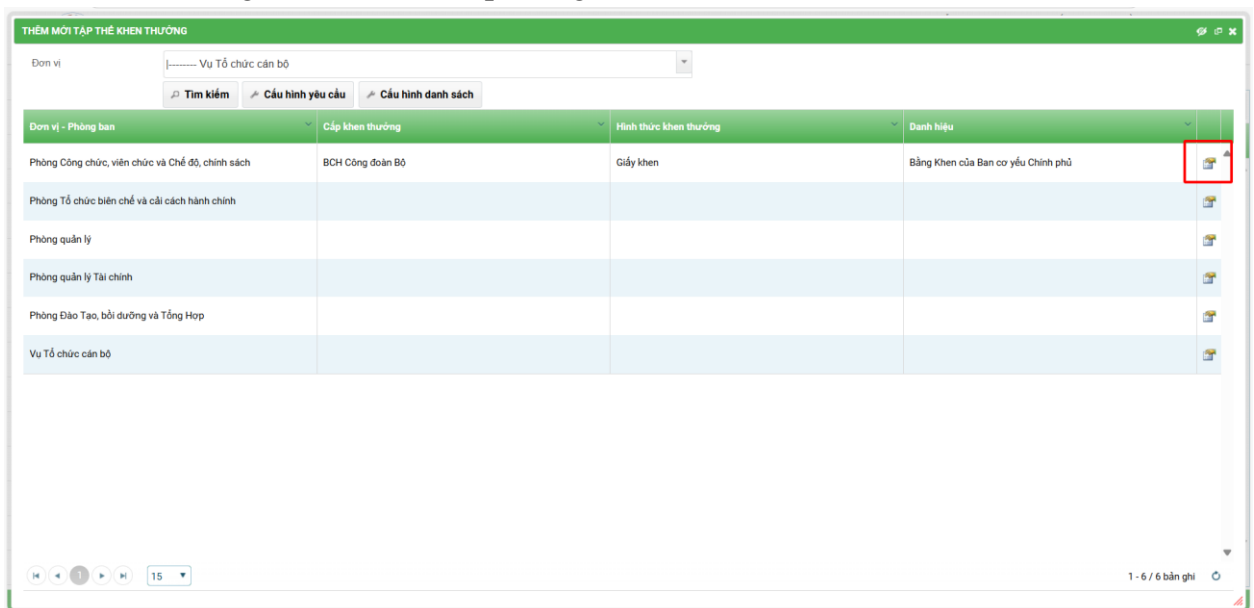 THÊM MỚI TẬP THỂ KHEN THƯỞNG
Đơn vị |-------- Vụ Tổ chức cán bộ
Tìm kiếm Cấu hình yêu cầu Cấu hình danh sách
Đơn vị - Phòng ban Cấp khen thưởng Hình thức khen thưởng Danh hiệu
Phòng Công chức, viên chức và Chế độ, chính sách BCH Công đoàn Bộ Giấy khen Bằng Khen của Ban cơ yếu Chính phủ
Phòng Tổ chức biên chế và cải cách hành chính
Phòng quản lý
Phòng quản lý Tài chính
Phòng Đào Tạo, bồi dưỡng và Tổng Hợp
Vụ Tổ chức cán bộ
1 15 1 - 6 / 6 bản ghi